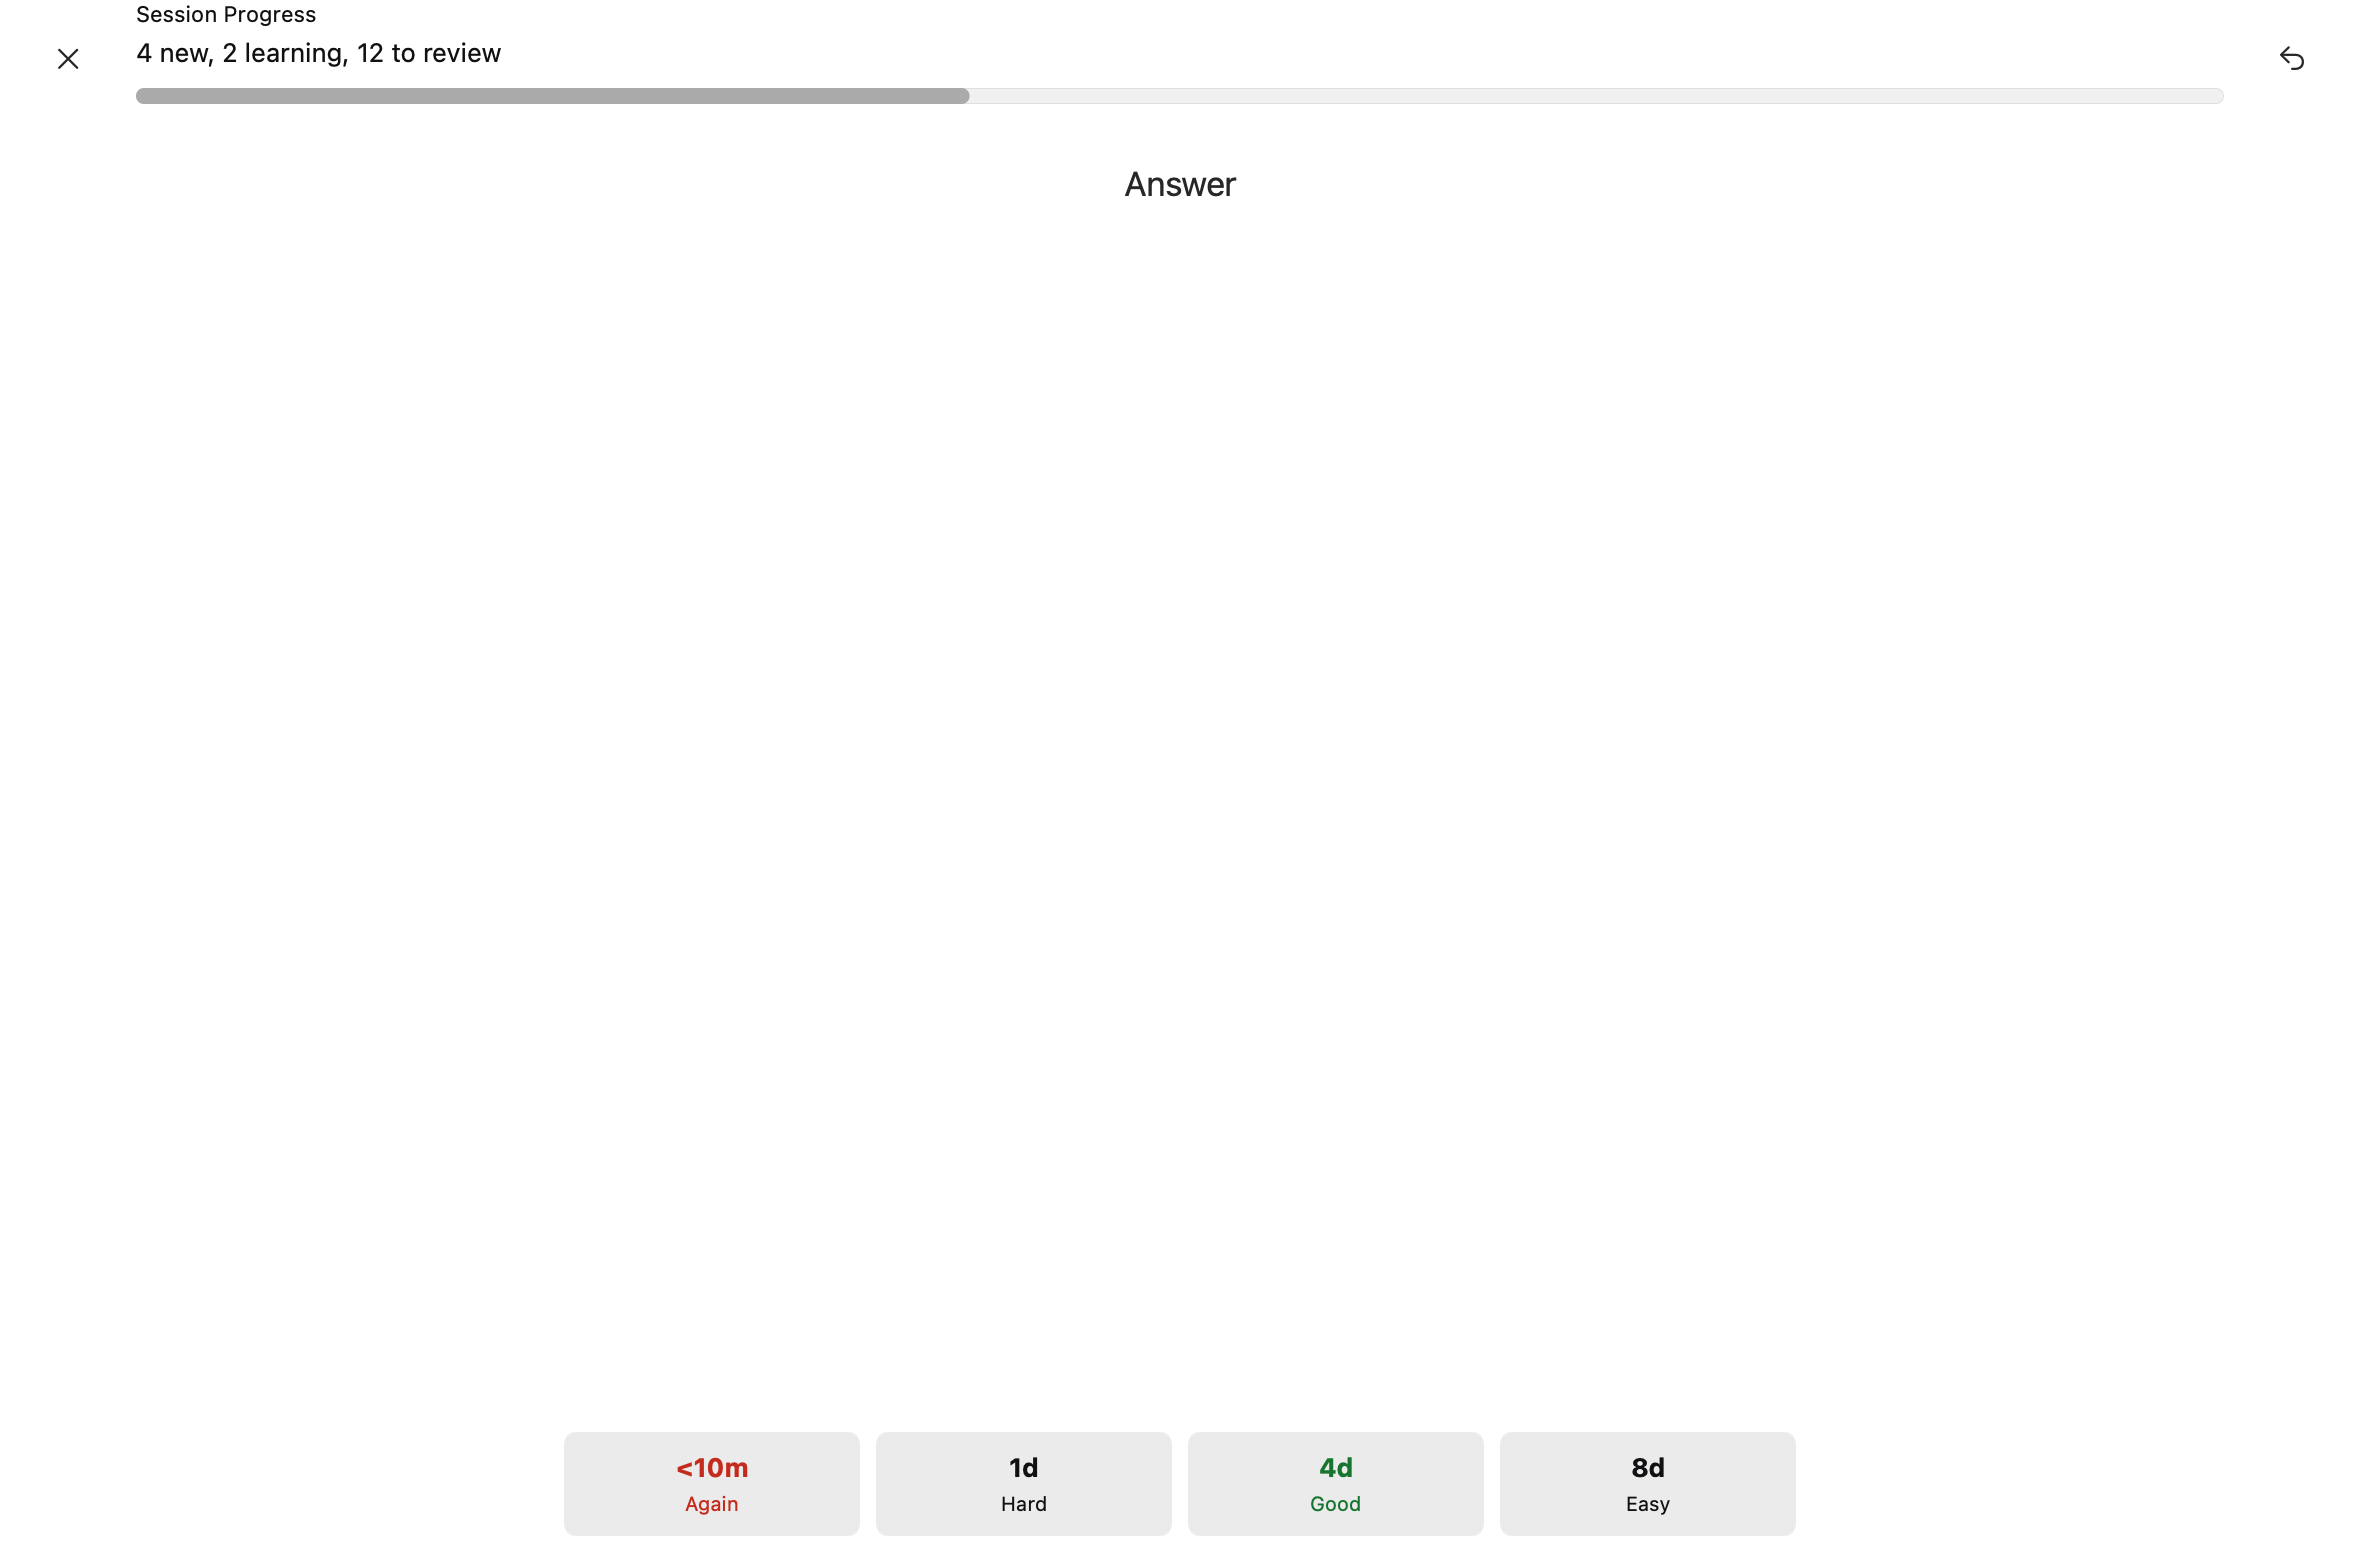 Session Progress
4 new, 2 learning, 12 to review
Answer
<10m
Again
1d
Hard
4d
Good
8d
Easy